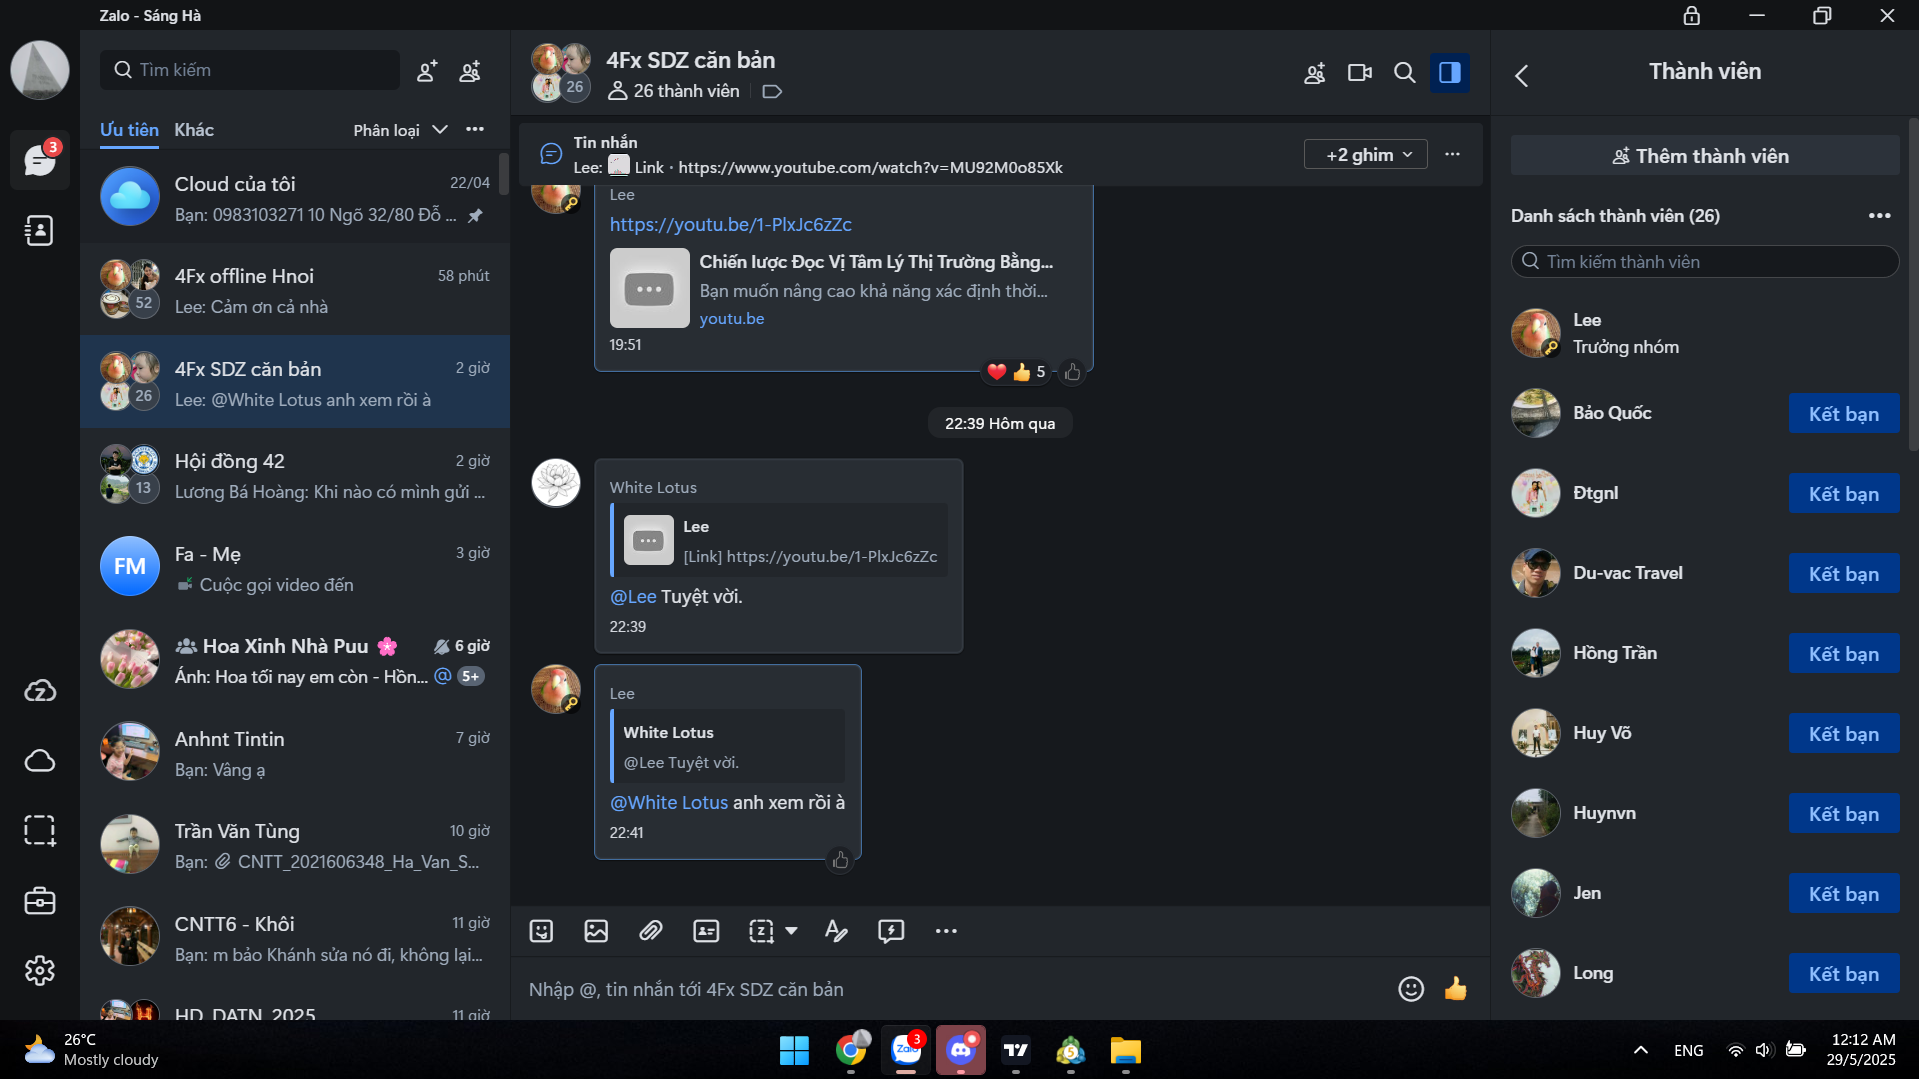 Zalo - Sáng Hà
3
Tìm kiếm
Ưu tiên
Khác
Phân loại
Cloud của tôi
22/04
Bạn: 0983103271 10 Ngõ 32/80 Đỗ ...
52
4Fx offline Hnoi
58 phút
Lee: Cảm ơn cả nhà
26
4Fx SDZ căn bản
2 giờ
Lee: @White Lotus anh xem rồi à
13
Hội đồng 42
2 giờ
Lương Bá Hoàng: Khi nào có mình gửi ...
FM
Fa - Mẹ
3 giờ
Cuộc gọi video đến
Hoa Xinh Nhà Puu 🌸
6 giờ
Ánh: Hoa tối nay em còn - Hồn...
@ 5+
Anhnt Tintin
7 giờ
Bạn: Vâng ạ
Trần Văn Tùng
10 giờ
Bạn: CNTT_2021606348_Ha_Van_S...
CNTT6 - Khôi
11 giờ
Bạn: m bảo Khánh sửa nó đi, không lại...
HD_DATN_2025
11 giờ
26
4Fx SDZ căn bản
26 thành viên
Tin nhắn
Lee: Link · https://www.youtube.com/watch?v=MU92M0o85Xk
+2 ghim
Lee
https://youtu.be/1-PlxJc6zZc
Chiến lược Đọc Vị Tâm Lý Thị Trường Bằng...
Bạn muốn nâng cao khả năng xác định thời...
youtu.be
19:51
❤️ 👍 5
22:39 Hôm qua
White Lotus
Lee
[Link] https://youtu.be/1-PlxJc6zZc
@Lee Tuyệt vời.
22:39
Lee
White Lotus
@Lee Tuyệt vời.
@White Lotus anh xem rồi à
22:41
Nhập @, tin nhắn tới 4Fx SDZ căn bản
Thành viên
Thêm thành viên
Danh sách thành viên (26)
Tìm kiếm thành viên
Lee
Trưởng nhóm
Bảo Quốc
Kết bạn
Đtgnl
Kết bạn
Du-vac Travel
Kết bạn
Hồng Trần
Kết bạn
Huy Võ
Kết bạn
Huynvn
Kết bạn
Jen
Kết bạn
Long
Kết bạn
26°C
Mostly cloudy
Zalo
3
ENG
12:12 AM
29/5/2025